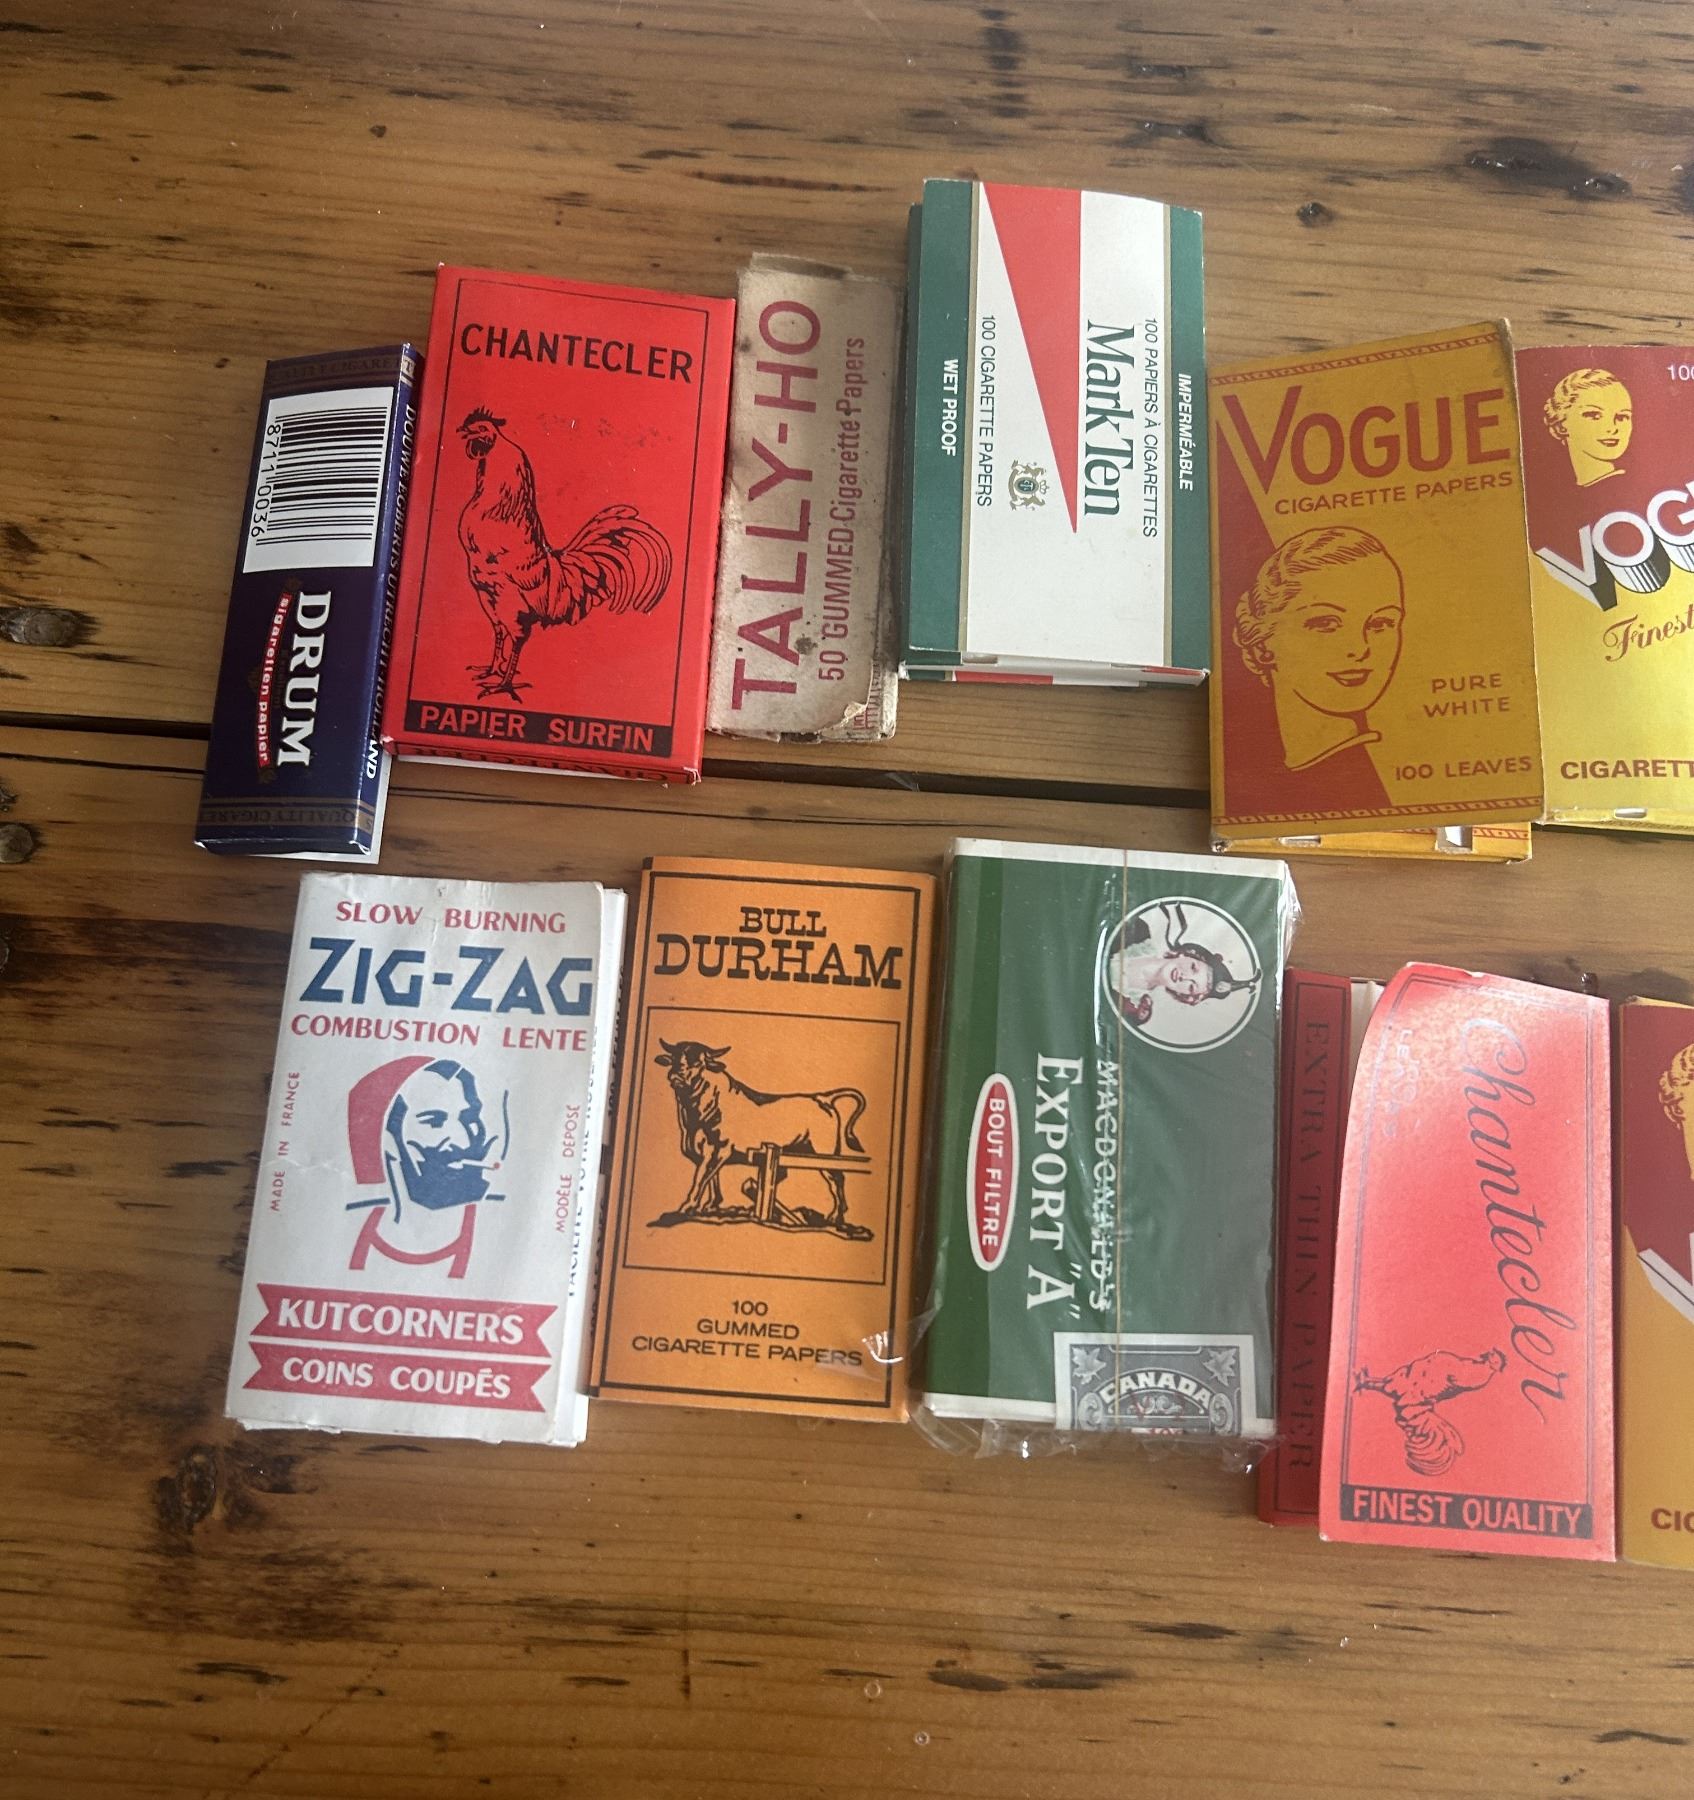 8711 0036
DRUM
sigaretten papier
CHANTECLER
PAPIER SURFIN
TALLY-HO
50 GUMMED Cigarette Papers
IMPERMÉABLE
100 PAPIERS À CIGARETTES
Mark Ten
100 CIGARETTE PAPERS
WET PROOF
VOGUE
CIGARETTE PAPERS
PURE
WHITE
100 LEAVES
Finest
SLOW BURNING
ZIG-ZAG
COMBUSTION LENTE
MADE IN FRANCE
MODÈLE DÉPOSÉ
KUTCORNERS
COINS COUPÉS
BULL
DURHAM
100
GUMMED
CIGARETTE PAPERS
MACDONALD'S
EXPORT "A"
BOUT FILTRE
CANADA
EXTRA THIN PAPER
Chantecler
FINEST QUALITY